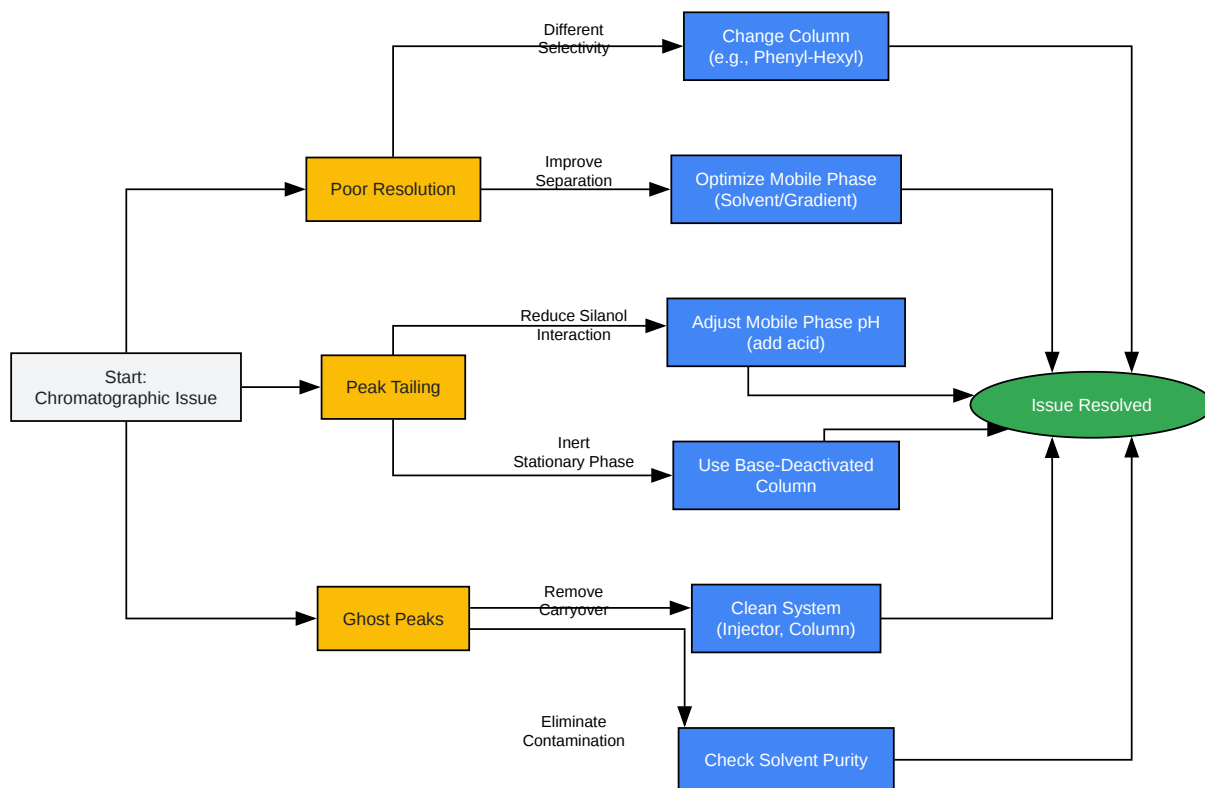 Different
Selectivity
Change Column
(e.g., Phenyl-Hexyl)
Poor Resolution
Improve
Separation
Optimize Mobile Phase
(Solvent/Gradient)
Start:
Chromatographic Issue
Peak Tailing
Reduce Silanol
Interaction
Adjust Mobile Phase pH
(add acid)
Issue Resolved
Inert
Stationary Phase
Use Base-Deactivated
Column
Ghost Peaks
Remove
Carryover
Clean System
(Injector, Column)
Eliminate
Contamination
Check Solvent Purity